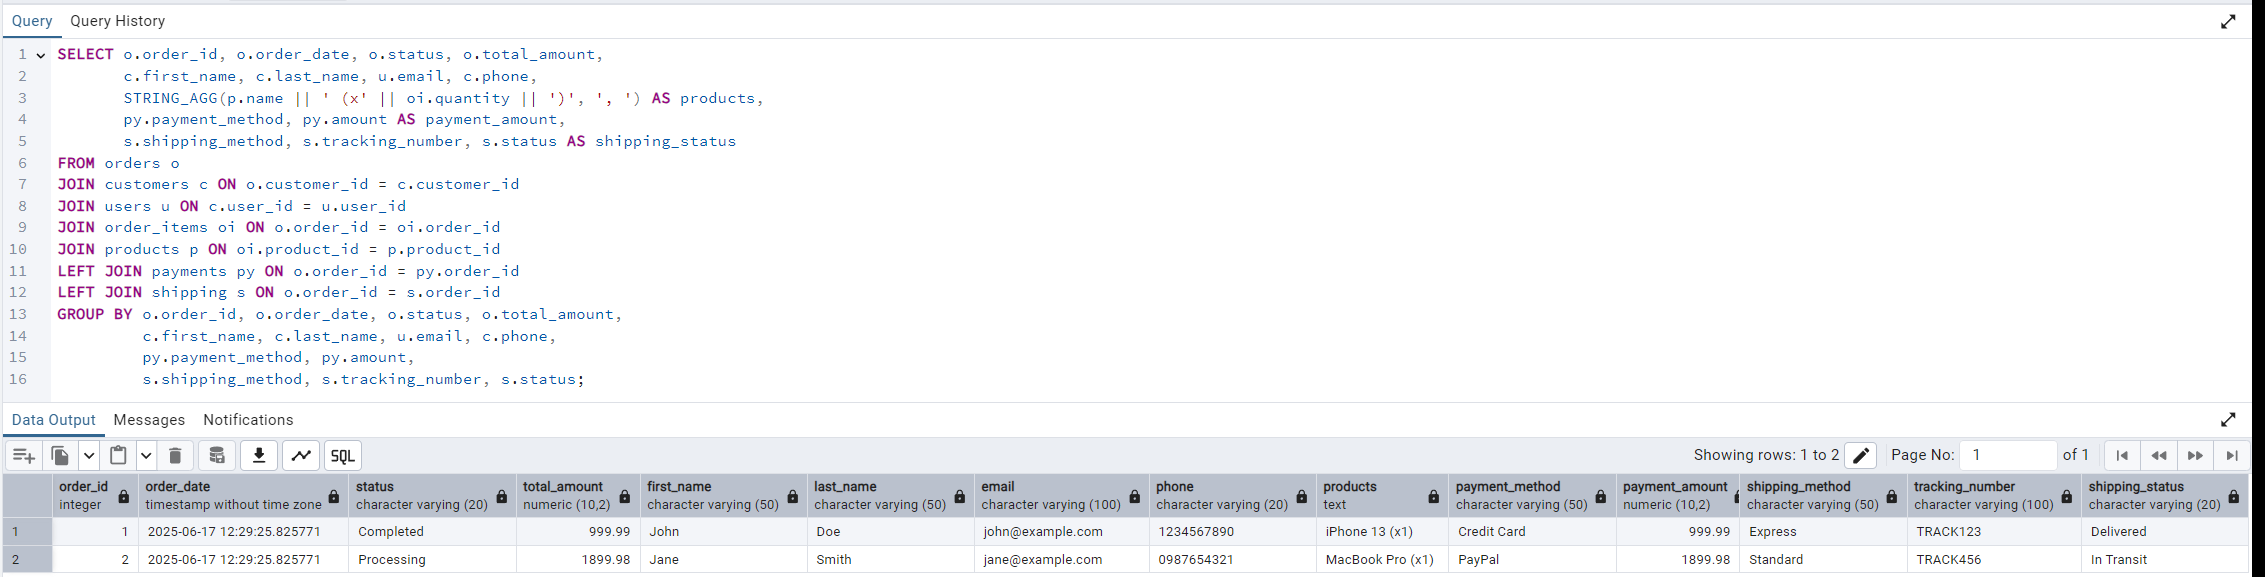 Query Query History
1 SELECT o.order_id, o.order_date, o.status, o.total_amount,
2 c.first_name, c.last_name, u.email, c.phone,
3 STRING_AGG(p.name || ' (x' || oi.quantity || ')', ', ') AS products,
4 py.payment_method, py.amount AS payment_amount,
5 s.shipping_method, s.tracking_number, s.status AS shipping_status
6 FROM orders o
7 JOIN customers c ON o.customer_id = c.customer_id
8 JOIN users u ON c.user_id = u.user_id
9 JOIN order_items oi ON o.order_id = oi.order_id
10 JOIN products p ON oi.product_id = p.product_id
11 LEFT JOIN payments py ON o.order_id = py.order_id
12 LEFT JOIN shipping s ON o.order_id = s.order_id
13 GROUP BY o.order_id, o.order_date, o.status, o.total_amount,
14 c.first_name, c.last_name, u.email, c.phone,
15 py.payment_method, py.amount,
16 s.shipping_method, s.tracking_number, s.status;
Data Output Messages Notifications
SQL Showing rows: 1 to 2 Page No: 1 of 1
order_id order_date status total_amount first_name last_name email phone products payment_method payment_amount shipping_method tracking_number shipping_status
integer timestamp without time zone character varying (20) numeric (10,2) character varying (50) character varying (50) character varying (100) character varying (20) text character varying (50) numeric (10,2) character varying (50) character varying (100) character varying (20)
1 1 2025-06-17 12:29:25.825771 Completed 999.99 John Doe john@example.com 1234567890 iPhone 13 (x1) Credit Card 999.99 Express TRACK123 Delivered
2 2 2025-06-17 12:29:25.825771 Processing 1899.98 Jane Smith jane@example.com 0987654321 MacBook Pro (x1) PayPal 1899.98 Standard TRACK456 In Transit